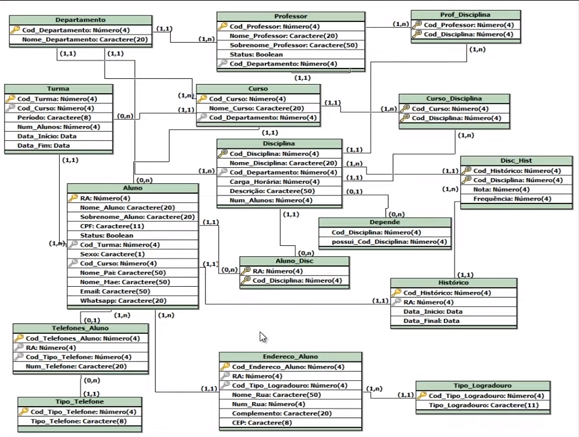 Departamento
Cod_Departamento: Número(4)
Nome_Departamento: Caractere(20)
(1,1)
(1,n)
(1,1)
(1,1)
Professor
Cod_Professor: Número(4)
Nome_Professor: Caractere(20)
Sobrenome_Professor: Caractere(50)
Status: Boolean
Cod_Departamento: Número(4)
(1,n)
(1,1)
Prof_Disciplina
Cod_Professor: Número(4)
Cod_Disciplina: Número(4)
(1,n)
Turma
Cod_Turma: Número(4)
Cod_Curso: Número(4)
Período: Caractere(8)
Num_Alunos: Número(4)
Data_Início: Data
Data_Fim: Data
(1,1)
(0,n)
(1,n)
(1,1)
Curso
Cod_Curso: Número(4)
Nome_Curso: Caractere(20)
Cod_Departamento: Número(4)
(1,1)
(1,1)
(1,n)
Curso_Disciplina
Cod_Curso: Número(4)
Cod_Disciplina: Número(4)
(1,n)
Disciplina
Cod_Disciplina: Número(4)
Nome_Disciplina: Caractere(20)
Cod_Departamento: Número(4)
Carga_Horária: Número(4)
Descrição: Caractere(50)
Num_Alunos: Número(4)
(1,n)
(1,1)
(1,1)
(1,n)
(1,1)
(0,1)
(1,1)
Disc_Hist
Cod_Histórico: Número(4)
Cod_Disciplina: Número(4)
Nota: Número(4)
Frequência: Número(4)
(1,1)
(1,n)
(1,1)
(0,n)
Aluno
RA: Número(4)
Nome_Aluno: Caractere(20)
Sobrenome_Aluno: Caractere(20)
CPF: Caractere(11)
Status: Boolean
Cod_Turma: Número(4)
Sexo: Caractere(1)
Cod_Curso: Número(4)
Nome_Pai: Caractere(50)
Nome_Mae: Caractere(50)
Email: Caractere(50)
Whatsapp: Caractere(20)
(1,n)
(1,1)
(1,1)
(0,1)
(1,n)
(1,n)
(0,n)
Depende
Cod_Disciplina: Número(4)
possui_Cod_Disciplina: Número(4)
(0,n)
(0,n)
Aluno_Disc
RA: Número(4)
Cod_Disciplina: Número(4)
(1,1)
Histórico
Cod_Histórico: Número(4)
RA: Número(4)
Data_Início: Data
Data_Final: Data
Telefones_Aluno
Cod_Telefones_Aluno: Número(4)
RA: Número(4)
Cod_Tipo_Telefone: Número(4)
Num_Telefone: Caractere(20)
(0,n)
(1,1)
Tipo_Telefone
Cod_Tipo_Telefone: Número(4)
Tipo_Telefone: Caractere(8)
(1,1)
Endereco_Aluno
Cod_Endereco_Aluno: Número(4)
RA: Número(4)
Cod_Tipo_Logradouro: Número(4)
Nome_Rua: Caractere(50)
Num_Rua: Número(4)
Complemento: Caractere(20)
CEP: Caractere(8)
(1,n)
(1,1)
Tipo_Logradouro
Cod_Tipo_Logradouro: Número(4)
Tipo_Logradouro: Caractere(11)